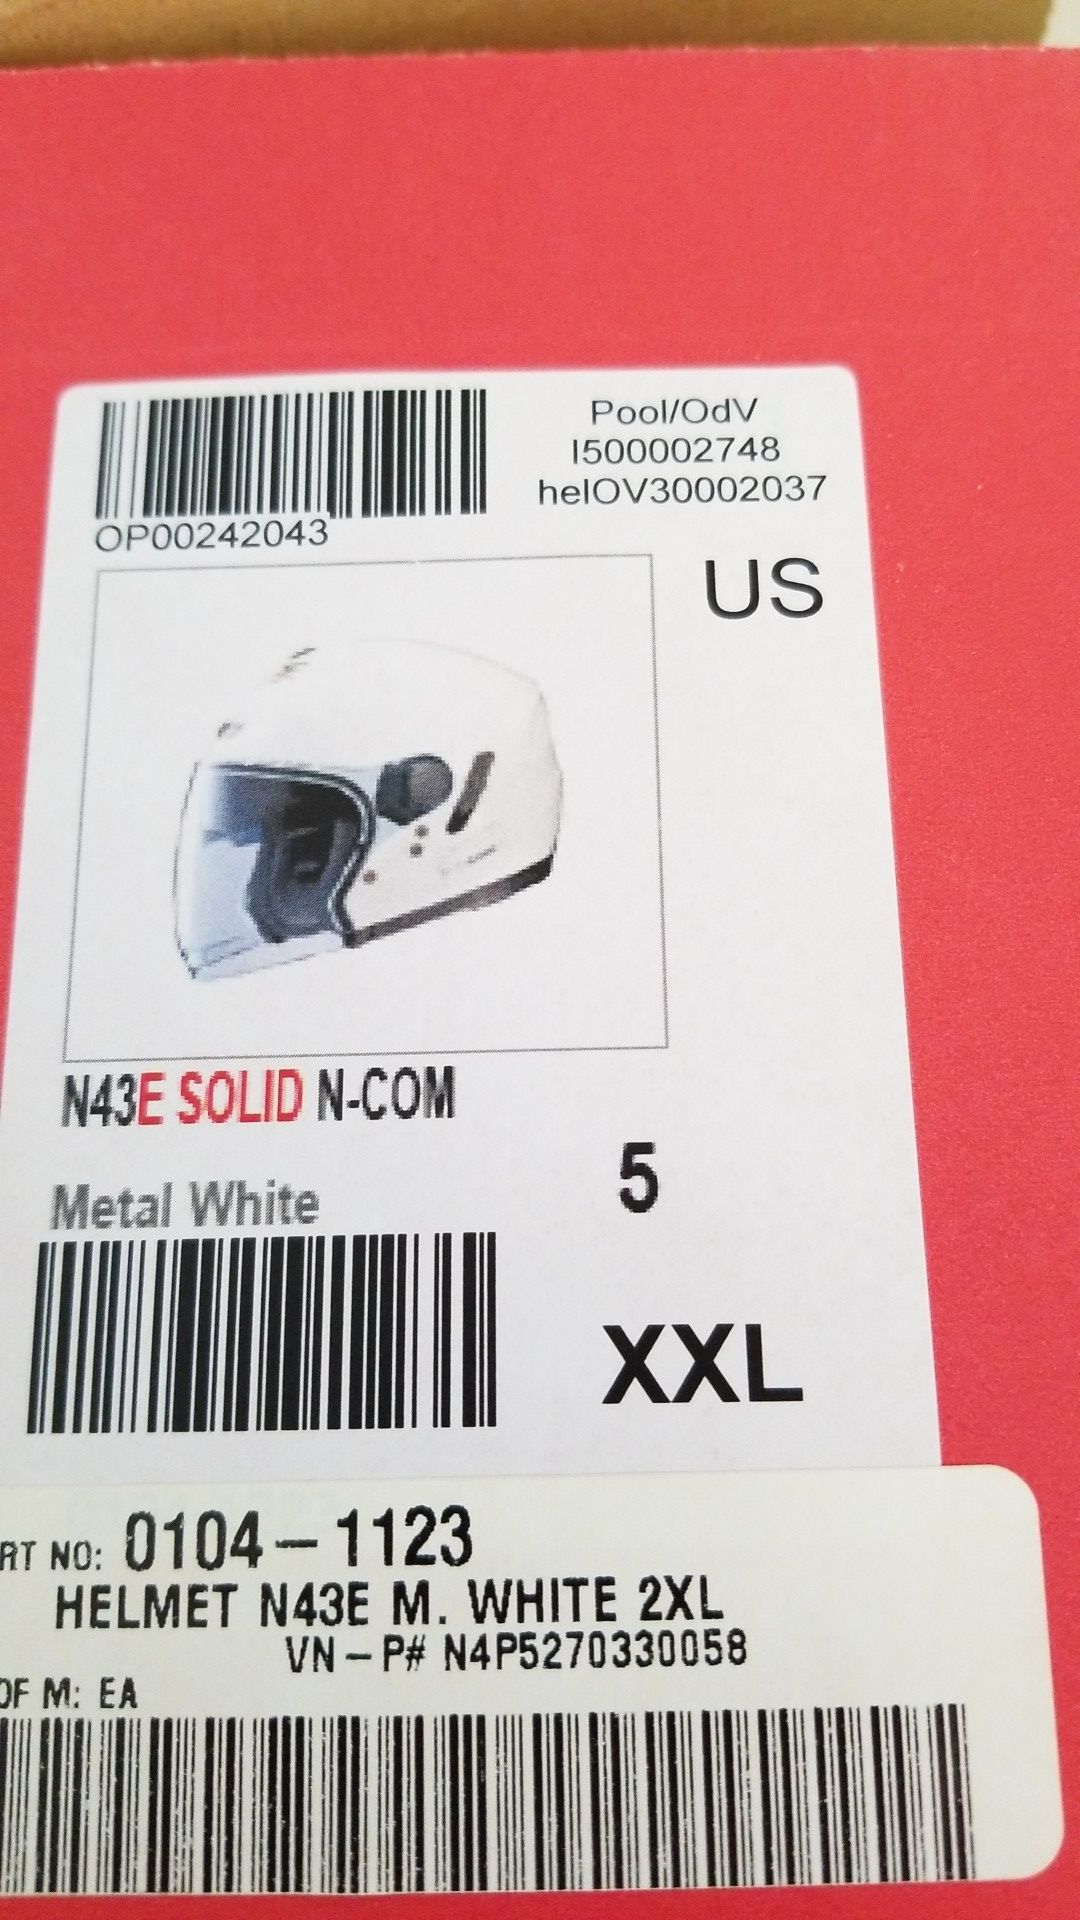 Pool/OdV
I500002748
helOV30002037
OP00242043
US
N43E SOLID N-COM
5
Metal White
XXL
RT NO: 0104-1123
HELMET N43E M. WHITE 2XL
VN-P# N4P5270330058
OF M: EA